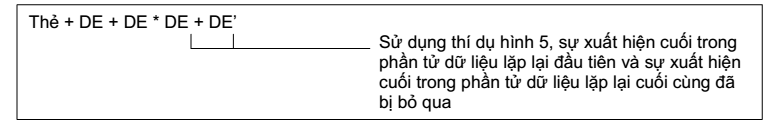 Thẻ + DE + DE * DE + DE’
Sử dụng thí dụ hình 5, sự xuất hiện cuối trong
phần tử dữ liệu lặp lại đầu tiên và sự xuất hiện
cuối trong phần tử dữ liệu lặp lại cuối cùng đã
bị bỏ qua